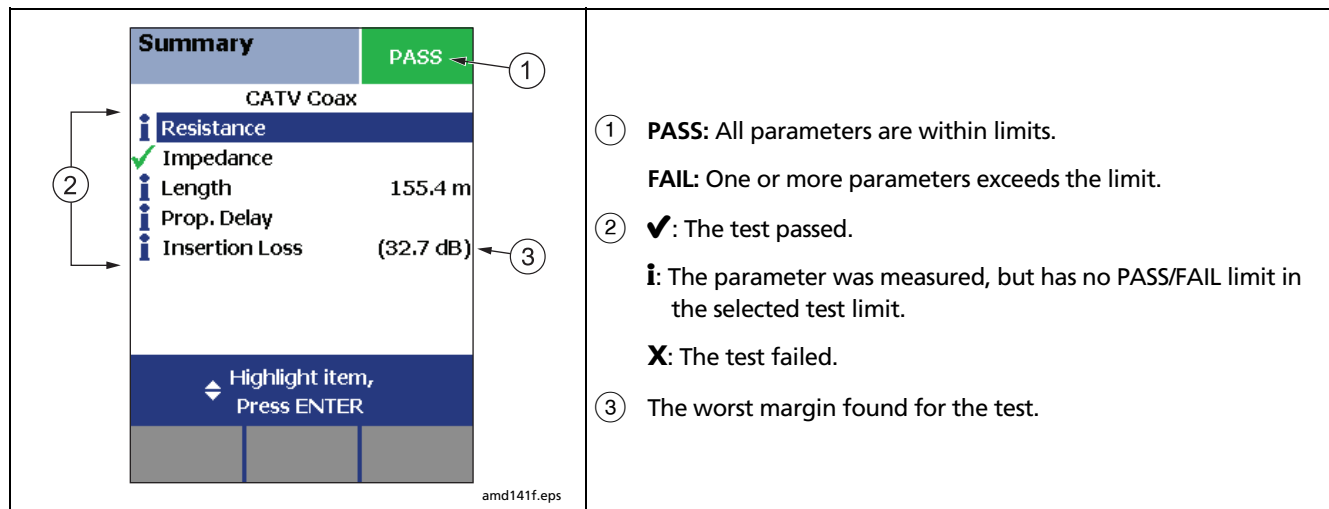 Summary
PASS
1
CATV Coax
i Resistance
✓ Impedance
2
i Length 155.4 m
i Prop. Delay
i Insertion Loss (32.7 dB)
3
Highlight item,
Press ENTER
amd141f.eps
1 PASS: All parameters are within limits.
FAIL: One or more parameters exceeds the limit.
2 ✔: The test passed.
i: The parameter was measured, but has no PASS/FAIL limit in
the selected test limit.
X: The test failed.
3 The worst margin found for the test.